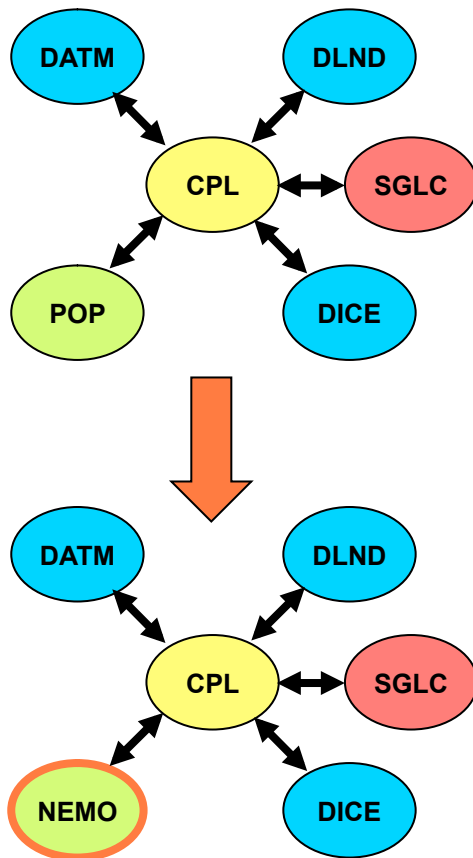 DATM
DLND
CPL
SGLC
POP
DICE
DATM
DLND
CPL
SGLC
NEMO
DICE